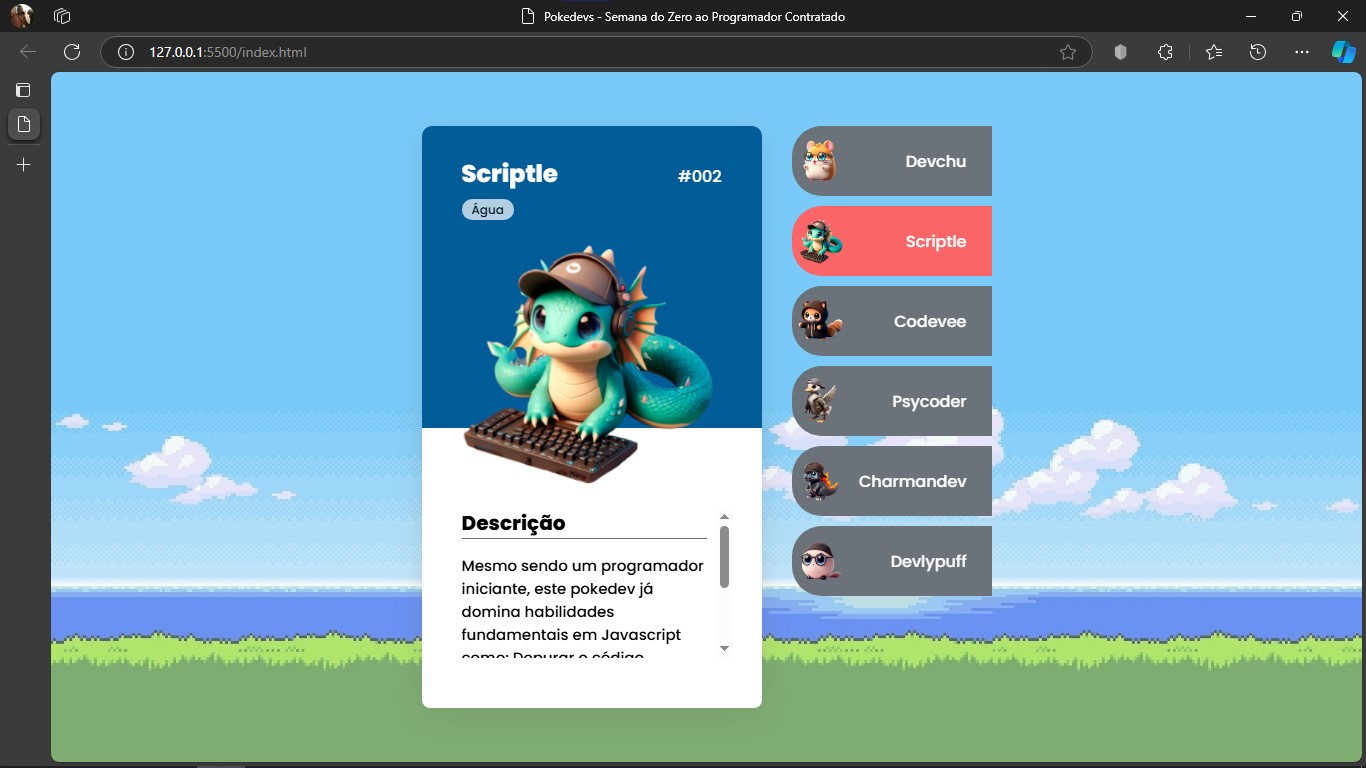 Pokedevs - Semana do Zero ao Programador Contratado
127.0.0.1:5500/index.html
Scriptle
#002
Água
Descrição
Mesmo sendo um programador
iniciante, este pokedev já
domina habilidades
fundamentais em Javascript
como: Depurar o código
Devchu
Scriptle
Codevee
Psycoder
Charmandev
Devlypuff